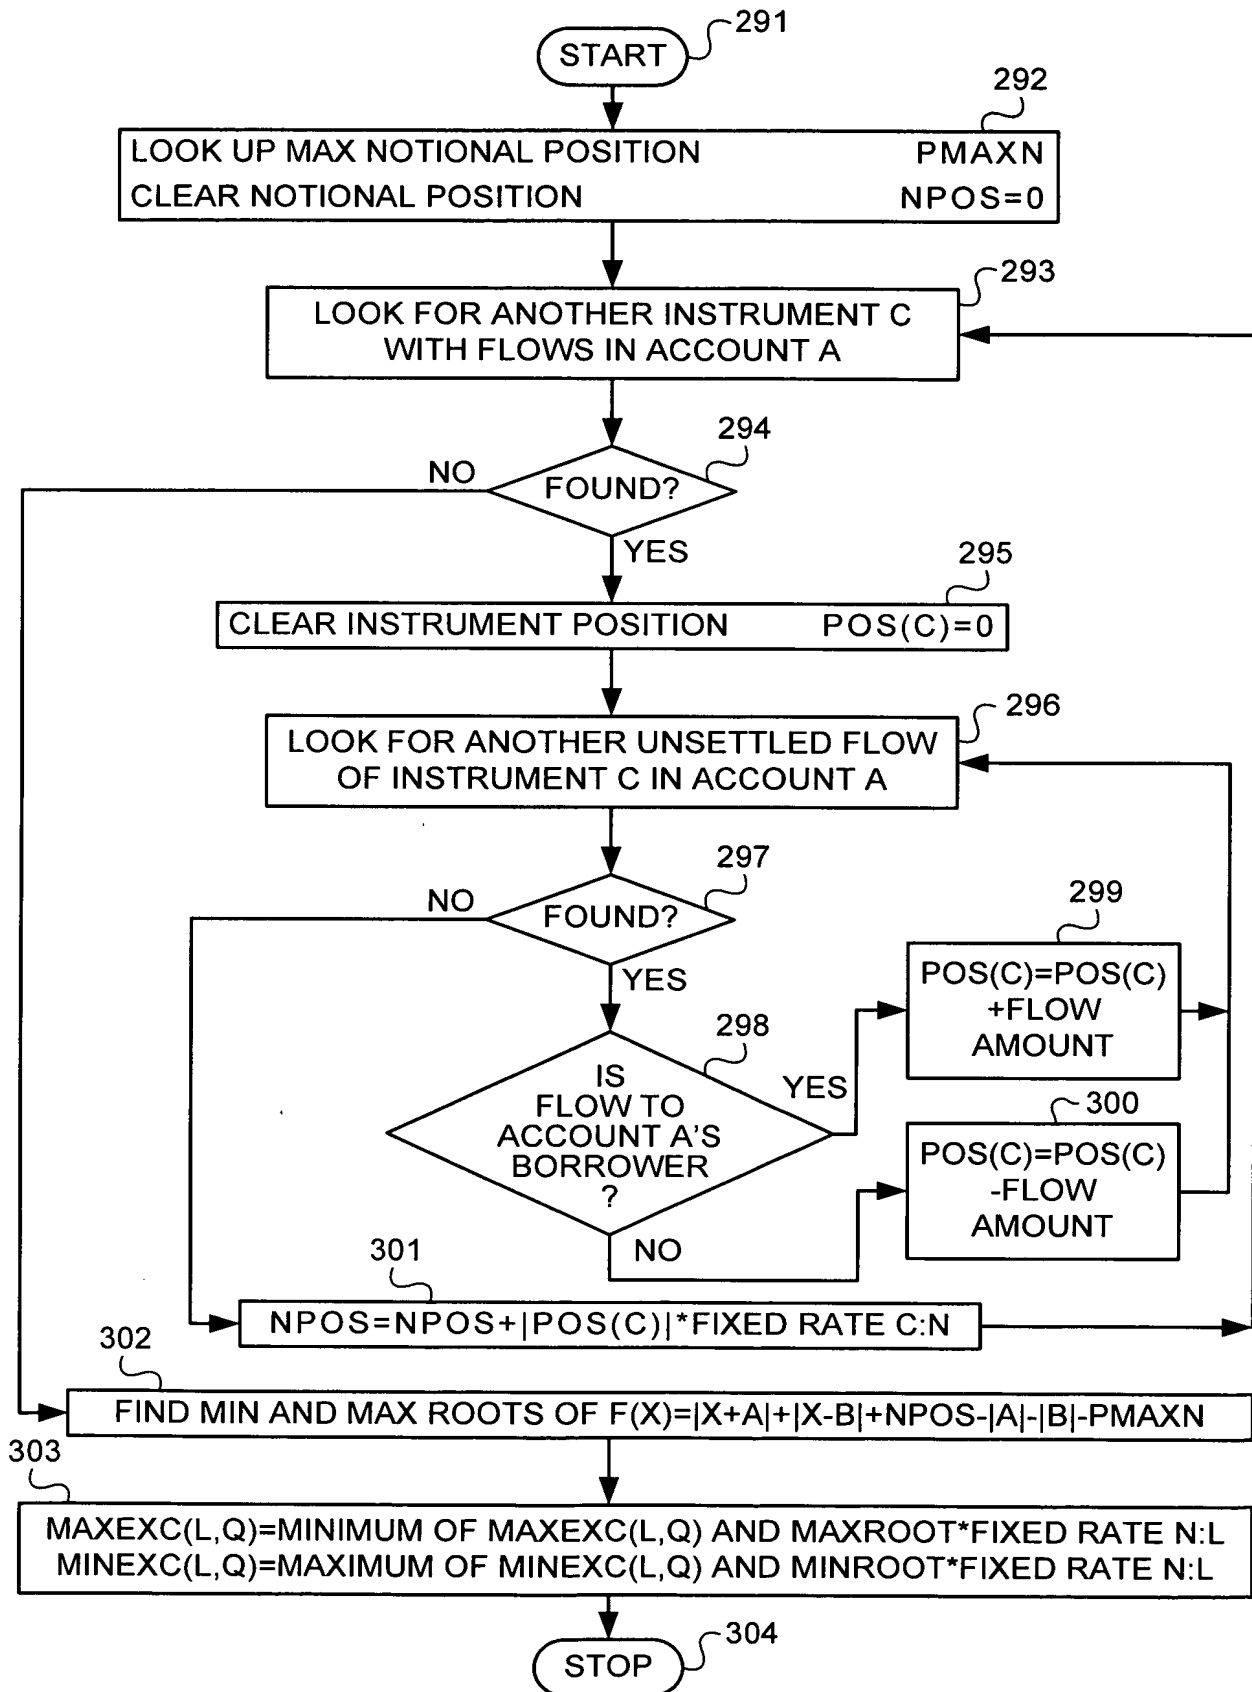 291
START
292
LOOK UP MAX NOTIONAL POSITION PMAXN
CLEAR NOTIONAL POSITION NPOS=0
293
LOOK FOR ANOTHER INSTRUMENT C
WITH FLOWS IN ACCOUNT A
294
NO
FOUND?
YES
295
CLEAR INSTRUMENT POSITION POS(C)=0
296
LOOK FOR ANOTHER UNSETTLED FLOW
OF INSTRUMENT C IN ACCOUNT A
297
NO
FOUND?
YES
299
POS(C)=POS(C)
+FLOW
AMOUNT
298
YES
IS
FLOW TO
ACCOUNT A'S
BORROWER
?
NO
300
POS(C)=POS(C)
-FLOW
AMOUNT
301
NPOS=NPOS+|POS(C)|*FIXED RATE C:N
302
FIND MIN AND MAX ROOTS OF F(X)=|X+A|+|X-B|+NPOS-|A|-|B|-PMAXN
303
MAXEXC(L,Q)=MINIMUM OF MAXEXC(L,Q) AND MAXROOT*FIXED RATE N:L
MINEXC(L,Q)=MAXIMUM OF MINEXC(L,Q) AND MINROOT*FIXED RATE N:L
304
STOP